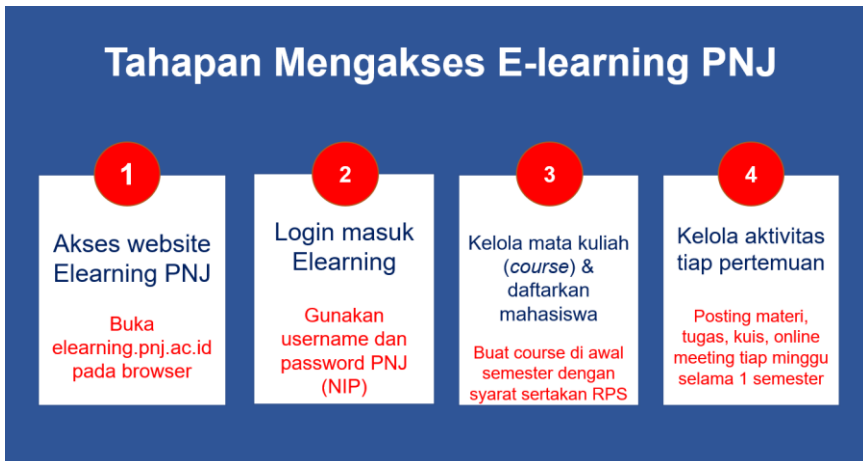 Tahapan Mengakses E-learning PNJ
1
Akses website
Elearning PNJ
Buka
elearning.pnj.ac.id
pada browser
2
Login masuk
Elearning
Gunakan
username dan
password PNJ
(NIP)
3
Kelola mata kuliah
(course) &
daftarkan
mahasiswa
Buat course di awal
semester dengan
syarat sertakan RPS
4
Kelola aktivitas
tiap pertemuan
Posting materi,
tugas, kuis, online
meeting tiap minggu
selama 1 semester